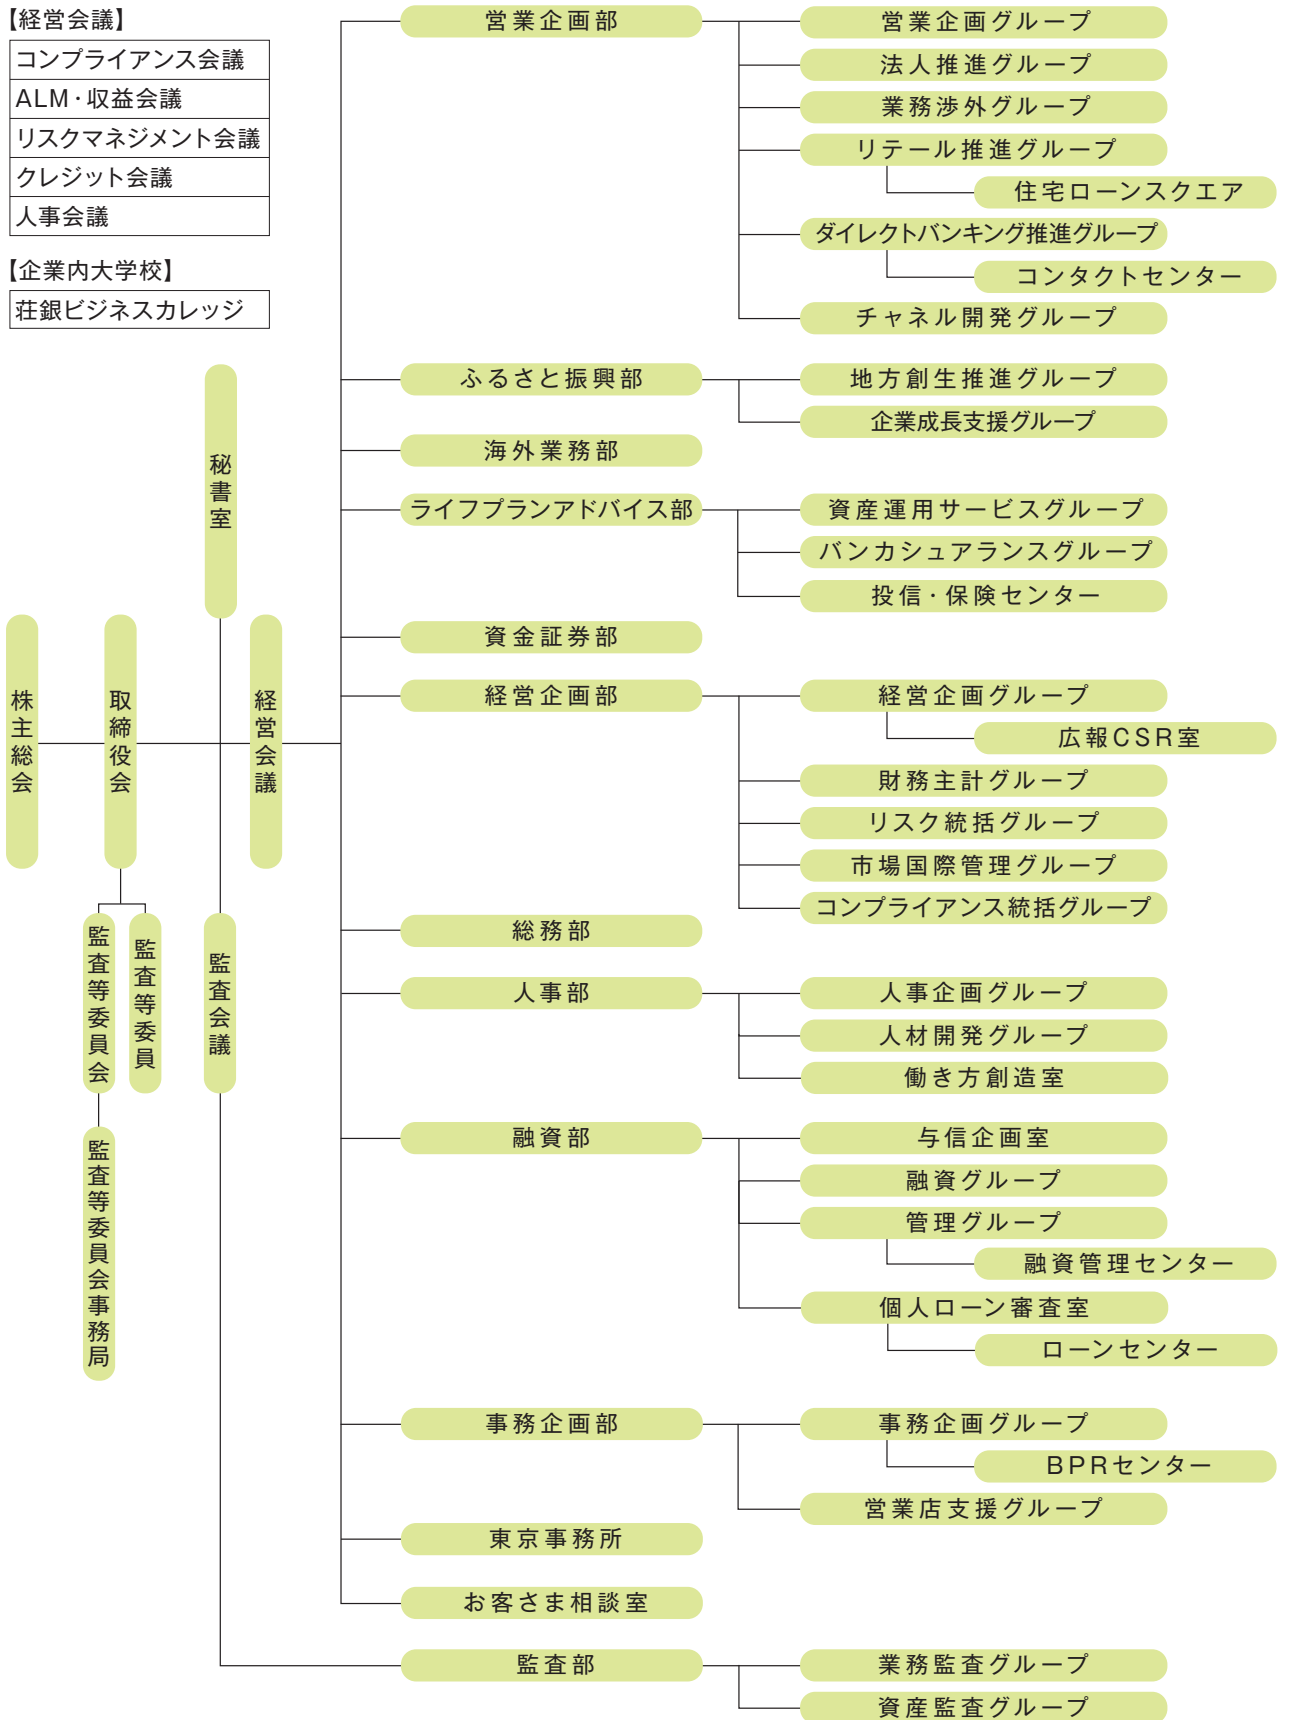 【経営会議】
コンプライアンス会議
ALM・収益会議
リスクマネジメント会議
クレジット会議
人事会議
【企業内大学校】
荘銀ビジネスカレッジ
株主総会
取締役会
監査等委員会
監査等委員
監査等委員会事務局
秘書室
監査会議
経営会議
営業企画部
営業企画グループ
法人推進グループ
業務渉外グループ
リテール推進グループ
住宅ローンスクエア
ダイレクトバンキング推進グループ
コンタクトセンター
チャネル開発グループ
ふるさと振興部
地方創生推進グループ
企業成長支援グループ
海外業務部
ライフプランアドバイス部
資産運用サービスグループ
バンカシュアランスグループ
投信・保険センター
資金証券部
経営企画部
経営企画グループ
広報CSR室
財務主計グループ
リスク統括グループ
市場国際管理グループ
コンプライアンス統括グループ
総務部
人事部
人事企画グループ
人材開発グループ
働き方創造室
融資部
与信企画室
融資グループ
管理グループ
融資管理センター
個人ローン審査室
ローンセンター
事務企画部
事務企画グループ
BPRセンター
営業店支援グループ
東京事務所
お客さま相談室
監査部
業務監査グループ
資産監査グループ